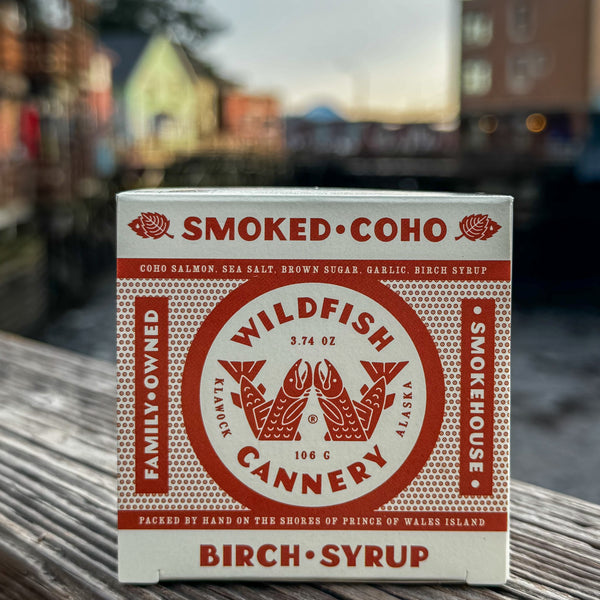 SMOKED • COHO
COHO SALMON, SEA SALT, BROWN SUGAR, GARLIC, BIRCH SYRUP
FAMILY • OWNED
WILDFISH
3.74 OZ
KLAWOCK
ALASKA
®
106 G
CANNERY
• SMOKEHOUSE •
PACKED BY HAND ON THE SHORES OF PRINCE OF WALES ISLAND
BIRCH • SYRUP